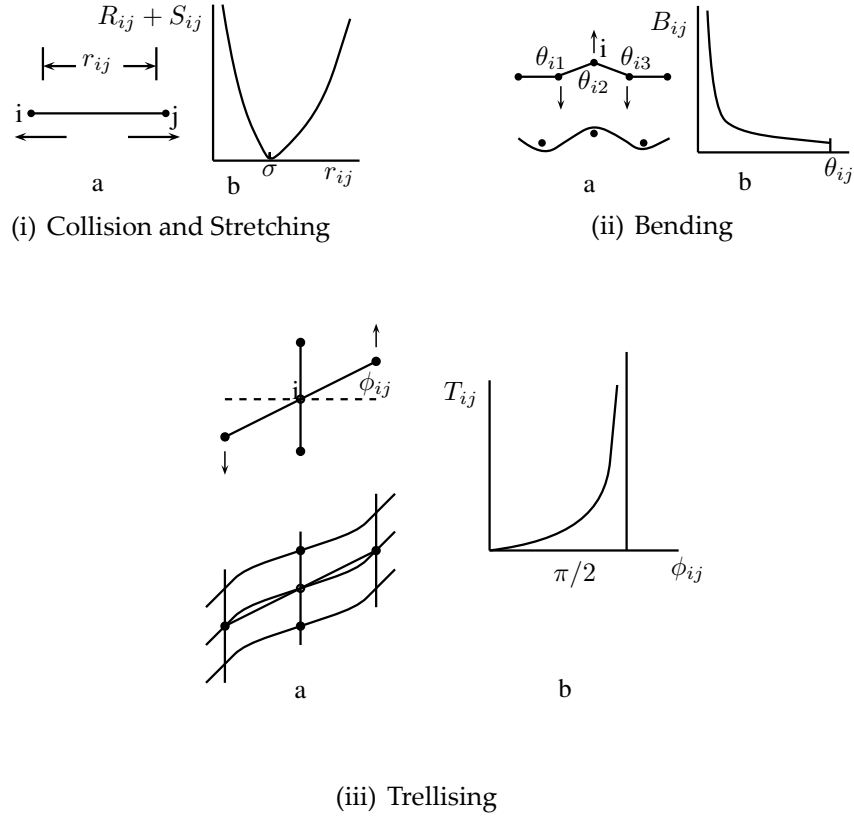 R_{ij} + S_{ij}
r_{ij}
i
j
a
b
σ
r_{ij}
(i) Collision and Stretching
i
θ_{i1}
θ_{i2}
θ_{i3}
a
B_{ij}
b
θ_{ij}
(ii) Bending
i
ϕ_{ij}
a
T_{ij}
π/2
ϕ_{ij}
b
(iii) Trellising